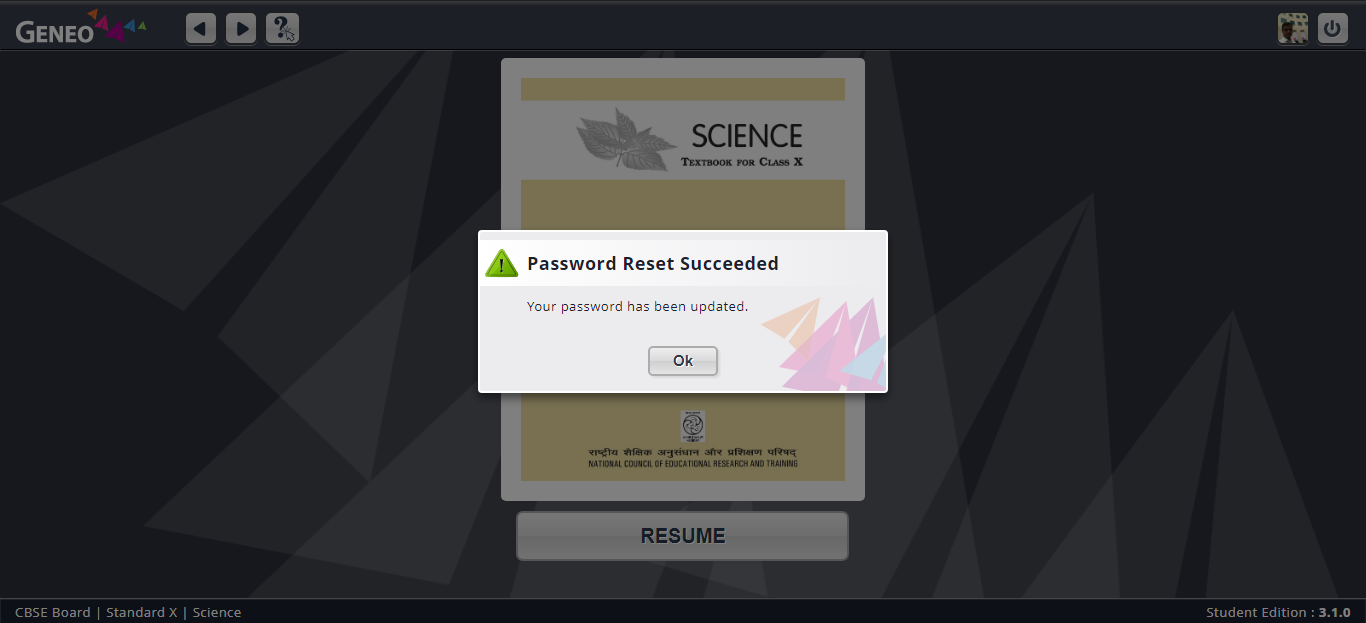 GENEO
?
SCIENCE
TEXTBOOK FOR CLASS X
Password Reset Succeeded
Your password has been updated.
Ok
राष्ट्रीय शैक्षिक अनुसंधान और प्रशिक्षण परिषद्
NATIONAL COUNCIL OF EDUCATIONAL RESEARCH AND TRAINING
RESUME
CBSE Board | Standard X | Science
Student Edition : 3.1.0